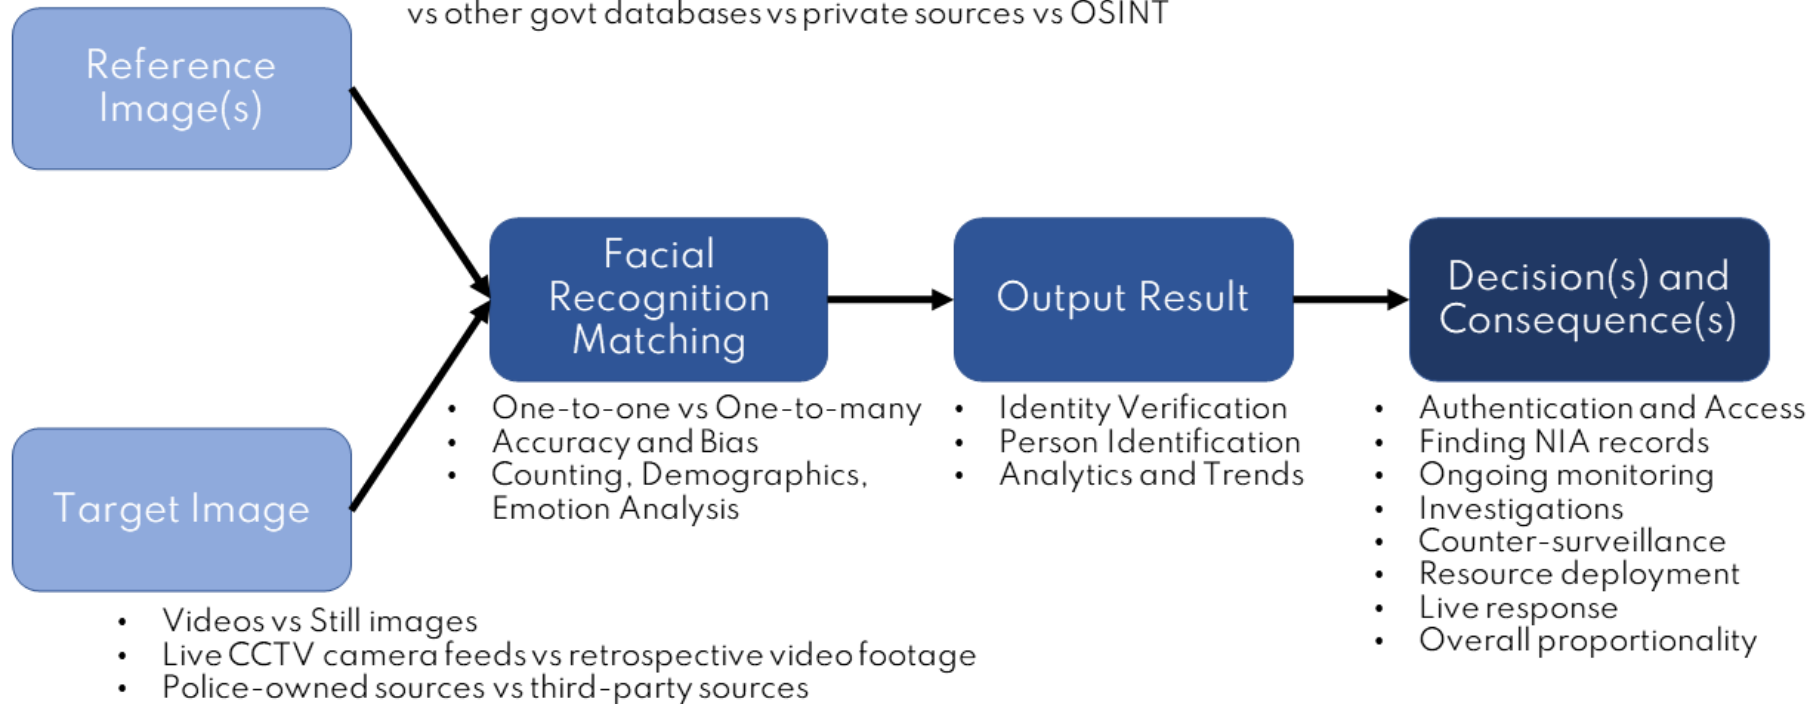 vs other govt databases vs private sources vs OSINT
Reference
Image(s)
Facial
Recognition
Matching
Output Result
Decision(s) and
Consequence(s)
• One-to-one vs One-to-many
• Accuracy and Bias
• Counting, Demographics,
Emotion Analysis
• Identity Verification
• Person Identification
• Analytics and Trends
• Authentication and Access
• Finding NIA records
• Ongoing monitoring
• Investigations
• Counter-surveillance
• Resource deployment
• Live response
• Overall proportionality
Target Image
• Videos vs Still images
• Live CCTV camera feeds vs retrospective video footage
• Police-owned sources vs third-party sources